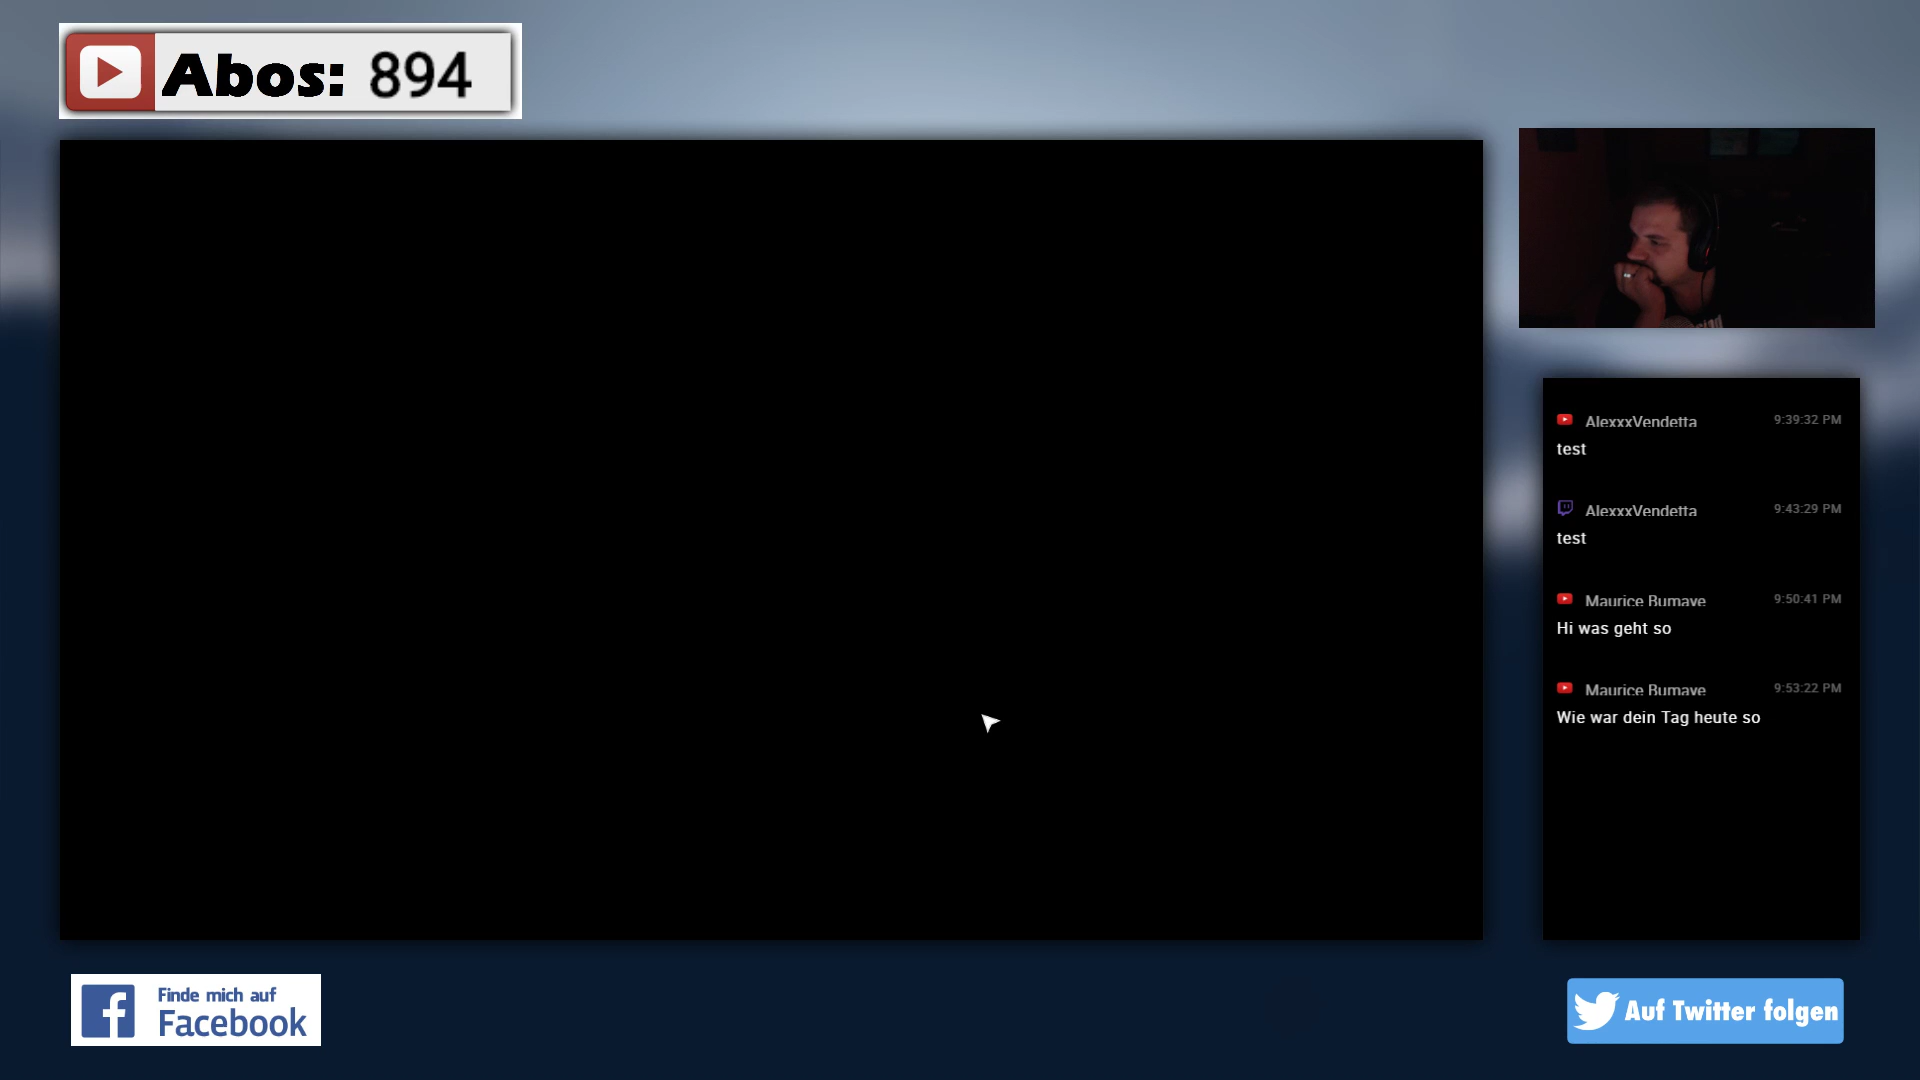 Abos: 894
AlexxxVendetta 9:39:32 PM
test
AlexxxVendetta 9:43:29 PM
test
Maurice Bumaye 9:50:41 PM
Hi was geht so
Maurice Bumaye 9:53:22 PM
Wie war dein Tag heute so
Finde mich auf
Facebook
Auf Twitter folgen